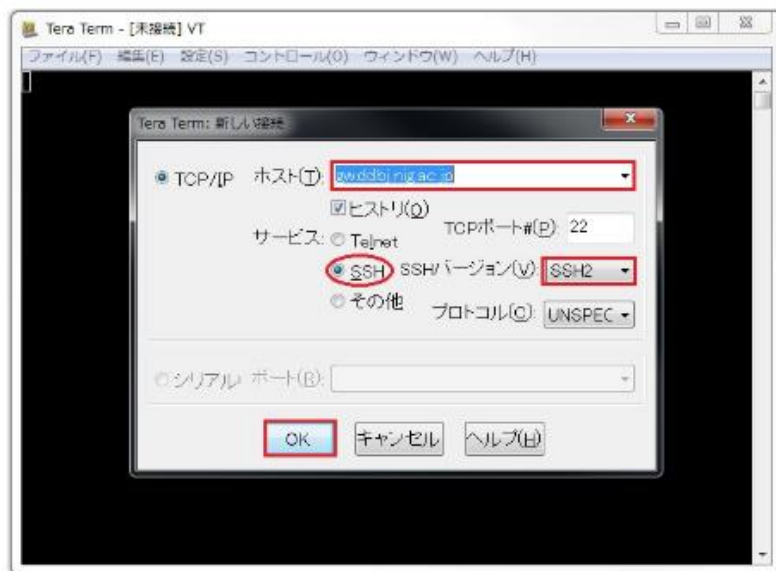 Tera Term - [未接続] VT
ファイル(F) 編集(E) 設定(S) コントロール(O) ウィンドウ(W) ヘルプ(H)
Tera Term: 新しい接続
TCP/IP ホスト(T): gw.ddbj.nig.ac.jp
ヒストリ(O)
サービス: Telnet TCPポート#(P): 22
SSH SSHバージョン(V): SSH2
その他 プロトコル(C): UNSPEC
シリアル ポート(R):
OK キャンセル ヘルプ(H)